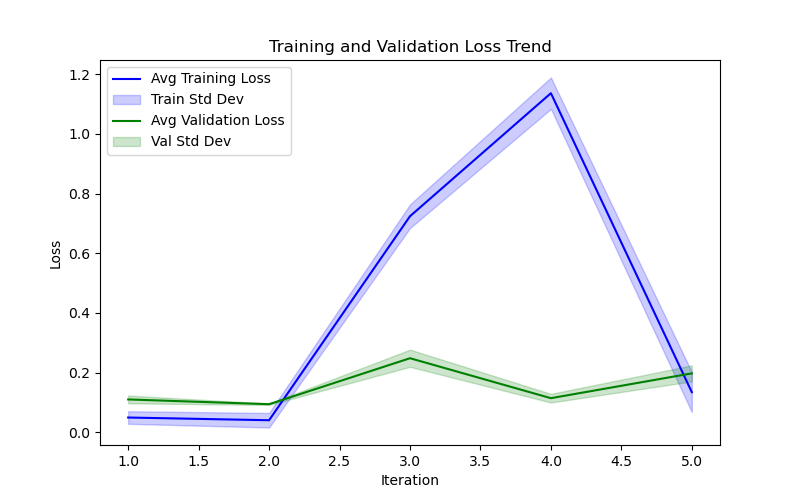 Training and Validation Loss Trend
Avg Training Loss
Train Std Dev
Avg Validation Loss
Val Std Dev
Loss
1.2
1.0
0.8
0.6
0.4
0.2
0.0
1.0 1.5 2.0 2.5 3.0 3.5 4.0 4.5 5.0
Iteration